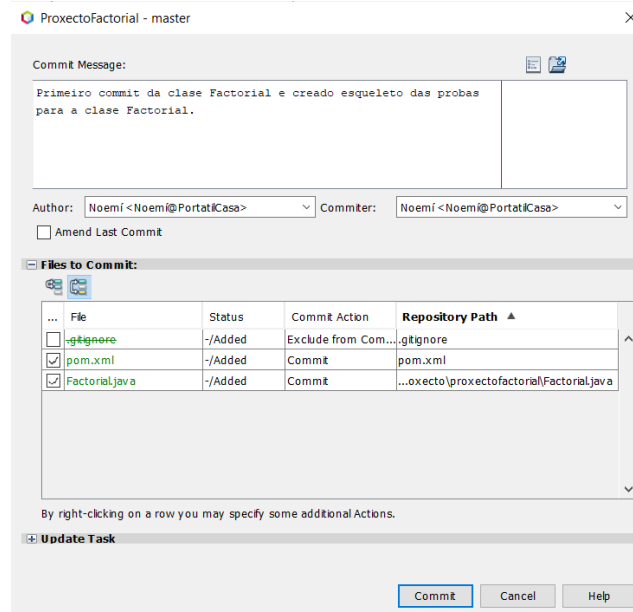 ProxectoFactorial - master
Commit Message:
Primeiro commit da clase Factorial e creado esqueleto das probas
para a clase Factorial.
Author: Noemí <Noemí@PortatilCasa> Commiter: Noemí <Noemí@PortatilCasa>
Amend Last Commit
Files to Commit:
... File Status Commit Action Repository Path
.gitignore -/Added Exclude from Com... .gitignore
pom.xml -/Added Commit pom.xml
Factorial.java -/Added Commit ...oxecto\proxectofactorial\Factorial.java
By right-clicking on a row you may specify some additional Actions.
Update Task
Commit Cancel Help